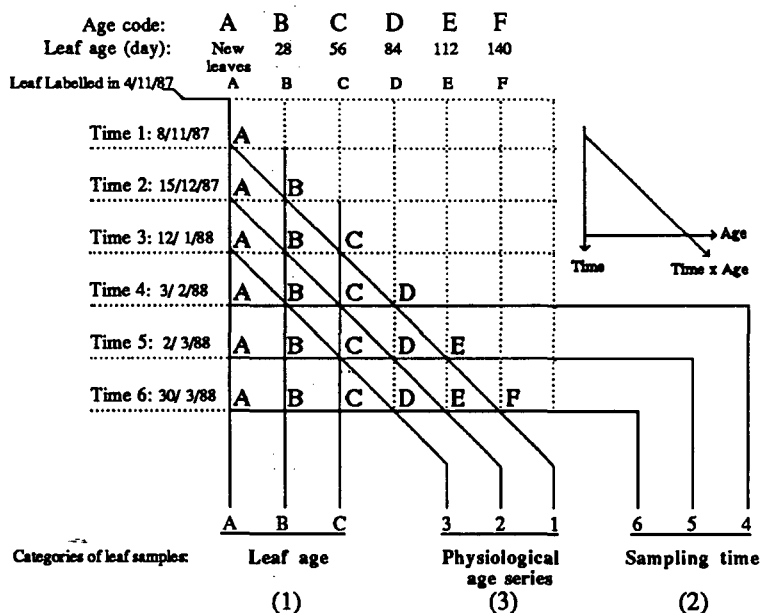 Age code: A B C D E F
Leaf age (day): New leaves 28 56 84 112 140
Leaf Labelled in 4/11/87 A B C D E F
Time 1: 8/11/87 A
Time 2: 15/12/87 A B
Time 3: 12/ 1/88 A B C
Age
Time
Time x Age
Time 4: 3/ 2/88 A B C D
Time 5: 2/ 3/88 A B C D E
Time 6: 30/ 3/88 A B C D E F
A B C 3 2 1 6 5 4
Categories of leaf samples: Leaf age Physiological age series Sampling time
(1) (3) (2)